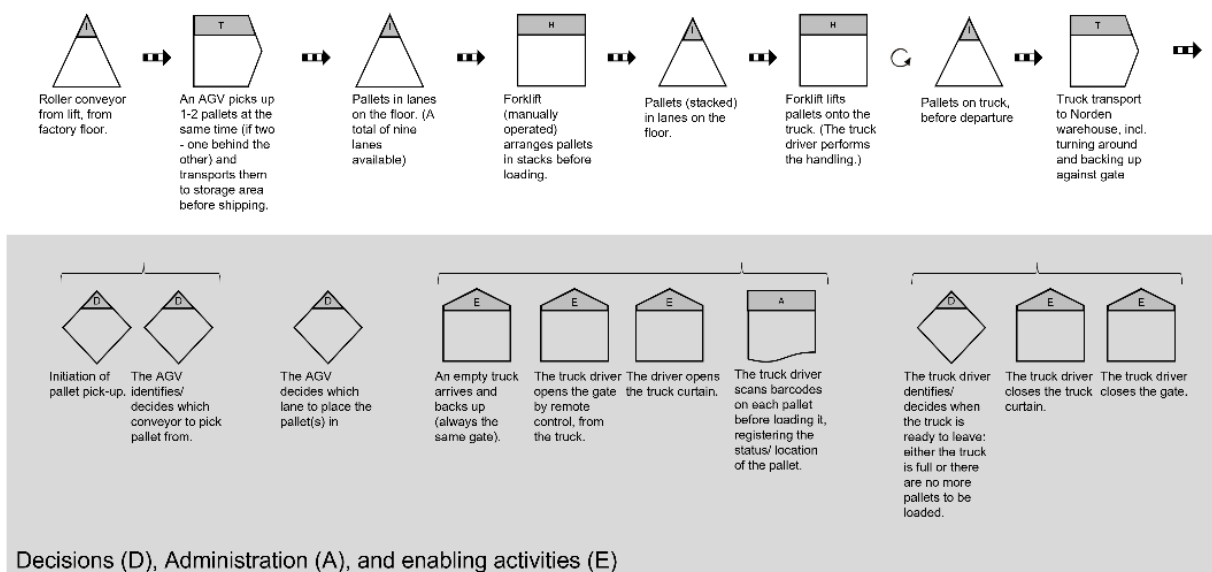 I
T
I
H
I
H
I
T
Roller conveyor
from lift, from
factory floor.
An AGV picks up
1-2 pallets at the
same time (if two
- one behind the
other) and
transports them
to storage area
before shipping.
Pallets in lanes
on the floor. (A
total of nine
lanes
available)
Forklift
(manually
operated)
arranges pallets
in stacks before
loading.
Pallets (stacked)
in lanes on the
floor.
Forklift lifts
pallets onto the
truck. (The truck
driver performs
the handling.)
Pallets on truck,
before departure
Truck transport
to Norden
warehouse, incl.
turning around
and backing up
against gate
D
D
D
E
E
E
A
D
E
E
Initiation of
pallet pick-up.
The AGV
identifies/
decides which
conveyor to pick
pallet from.
The AGV
decides which
lane to place the
pallet(s) in
An empty truck
arrives and
backs up
(always the
same gate).
The truck driver
opens the gate
by remote
control, from
the truck.
The driver opens
the truck curtain.
The truck driver
scans barcodes
on each pallet
before loading it,
registering the
status/ location
of the pallet.
The truck driver
dentifies/
decides when
the truck is
ready to leave:
either the truck
is full or there
are no more
pallets to be
loaded.
The truck driver
closes the truck
curtain.
The truck driver
closes the gate.
Decisions (D), Administration (A), and enabling activities (E)